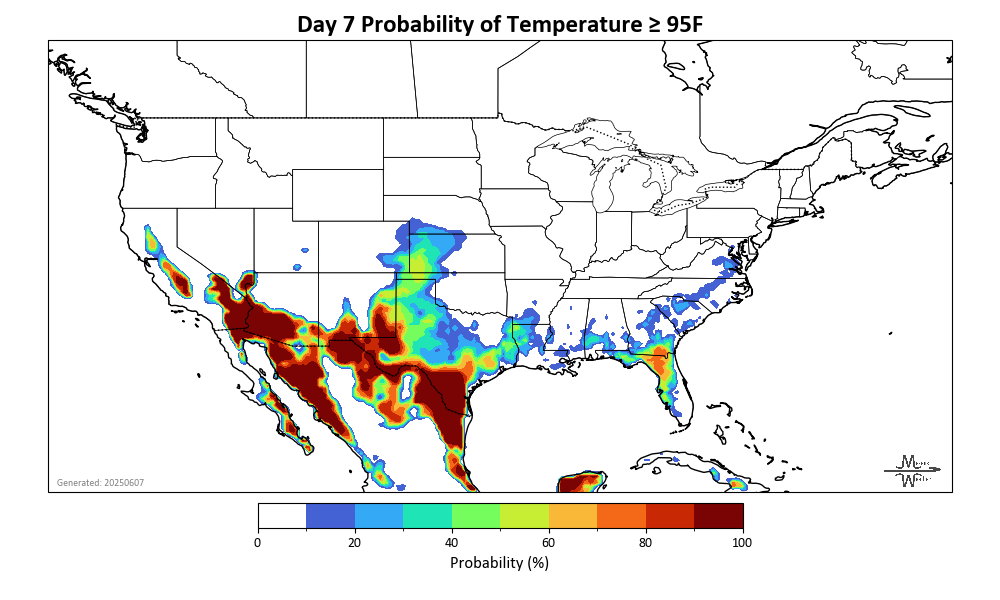 Day 7 Probability of Temperature ≥ 95F
Generated: 20250607
0 20 40 60 80 100
Probability (%)